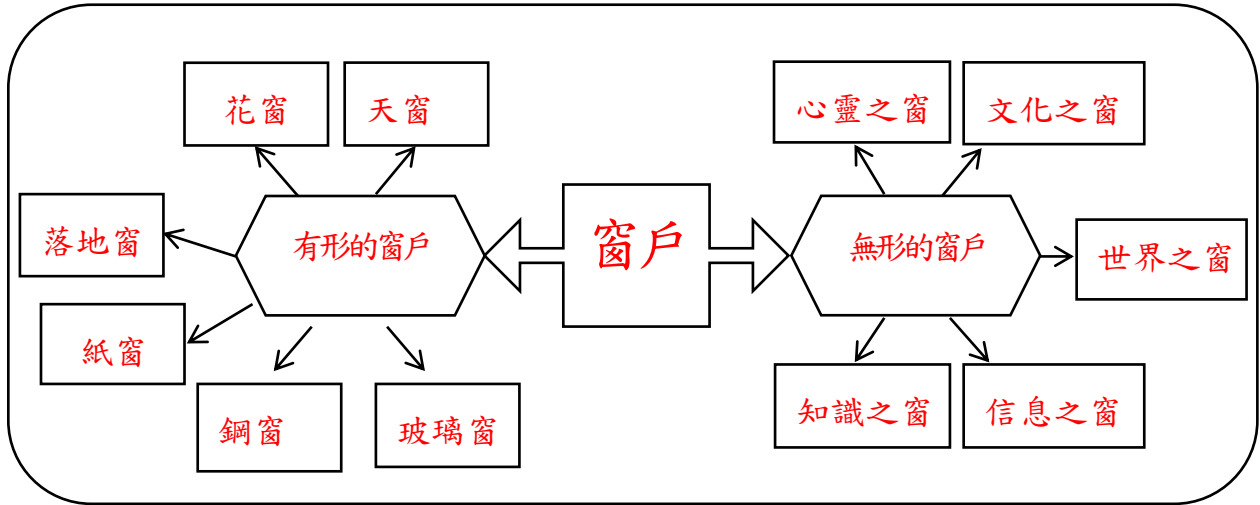 花窗
天窗
心靈之窗
文化之窗
落地窗
有形的窗戶
窗戶
無形的窗戶
世界之窗
紙窗
鋼窗
玻璃窗
知識之窗
信息之窗